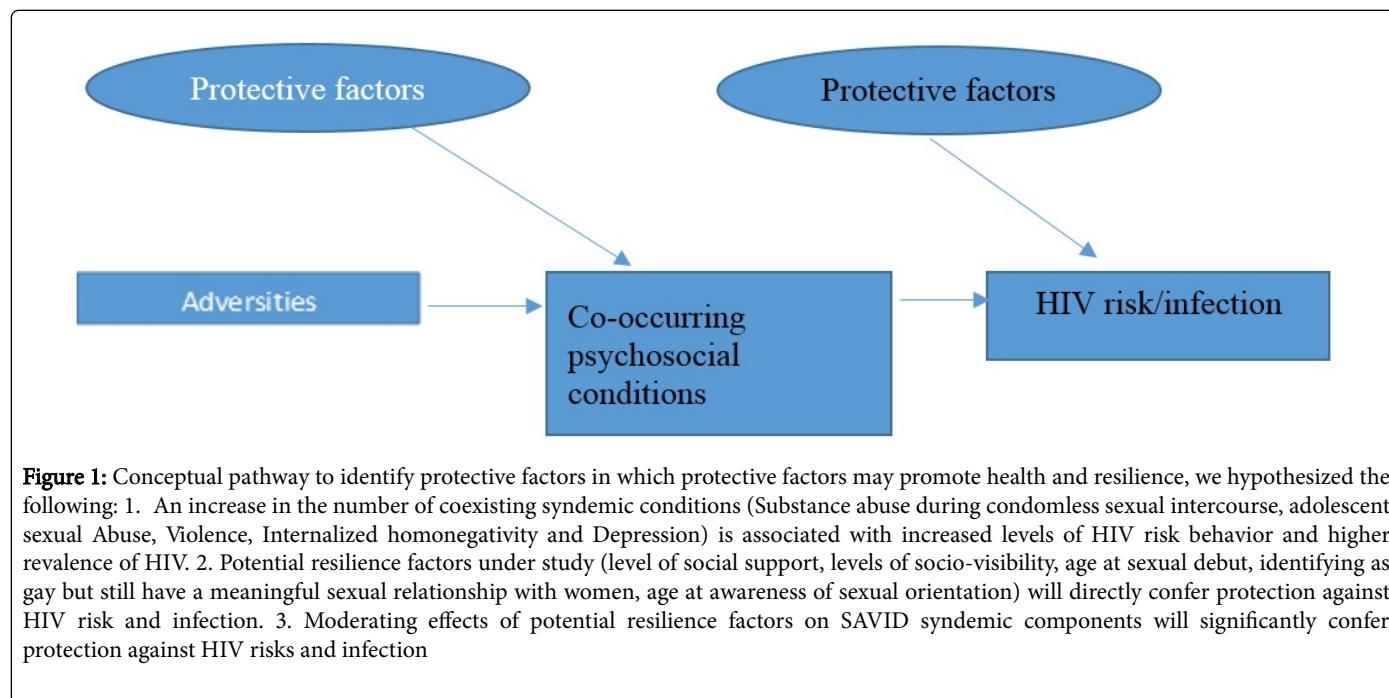 Protective factors
Protective factors
Adversities
Co-occurring
psychosocial
conditions
HIV risk/infection
Figure 1: Conceptual pathway to identify protective factors in which protective factors may promote health and resilience, we hypothesized the
following: 1. An increase in the number of coexisting syndemic conditions (Substance abuse during condomless sexual intercourse, adolescent
sexual Abuse, Violence, Internalized homonegativity and Depression) is associated with increased levels of HIV risk behavior and higher
revalence of HIV. 2. Potential resilience factors under study (level of social support, levels of socio-visibility, age at sexual debut, identifying as
gay but still have a meaningful sexual relationship with women, age at awareness of sexual orientation) will directly confer protection against
HIV risk and infection. 3. Moderating effects of potential resilience factors on SAVID syndemic components will significantly confer
protection against HIV risks and infection